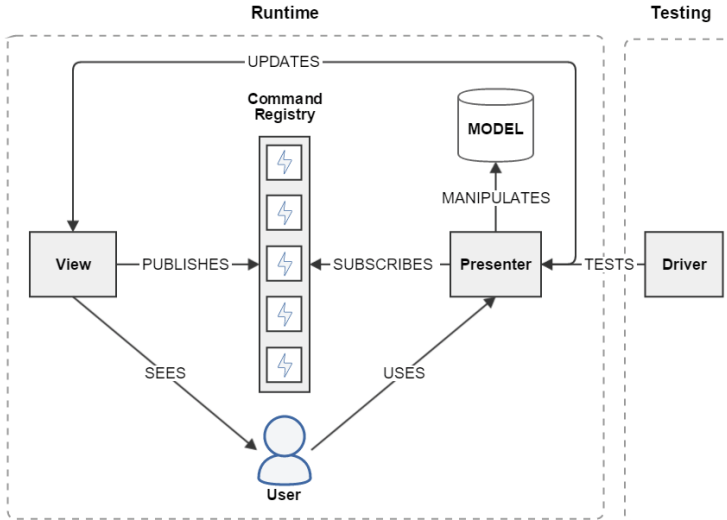 Runtime
Testing
UPDATES
Command
Registry
MODEL
MANIPULATES
View
PUBLISHES
SUBSCRIBES
Presenter
TESTS
Driver
SEES
USES
User